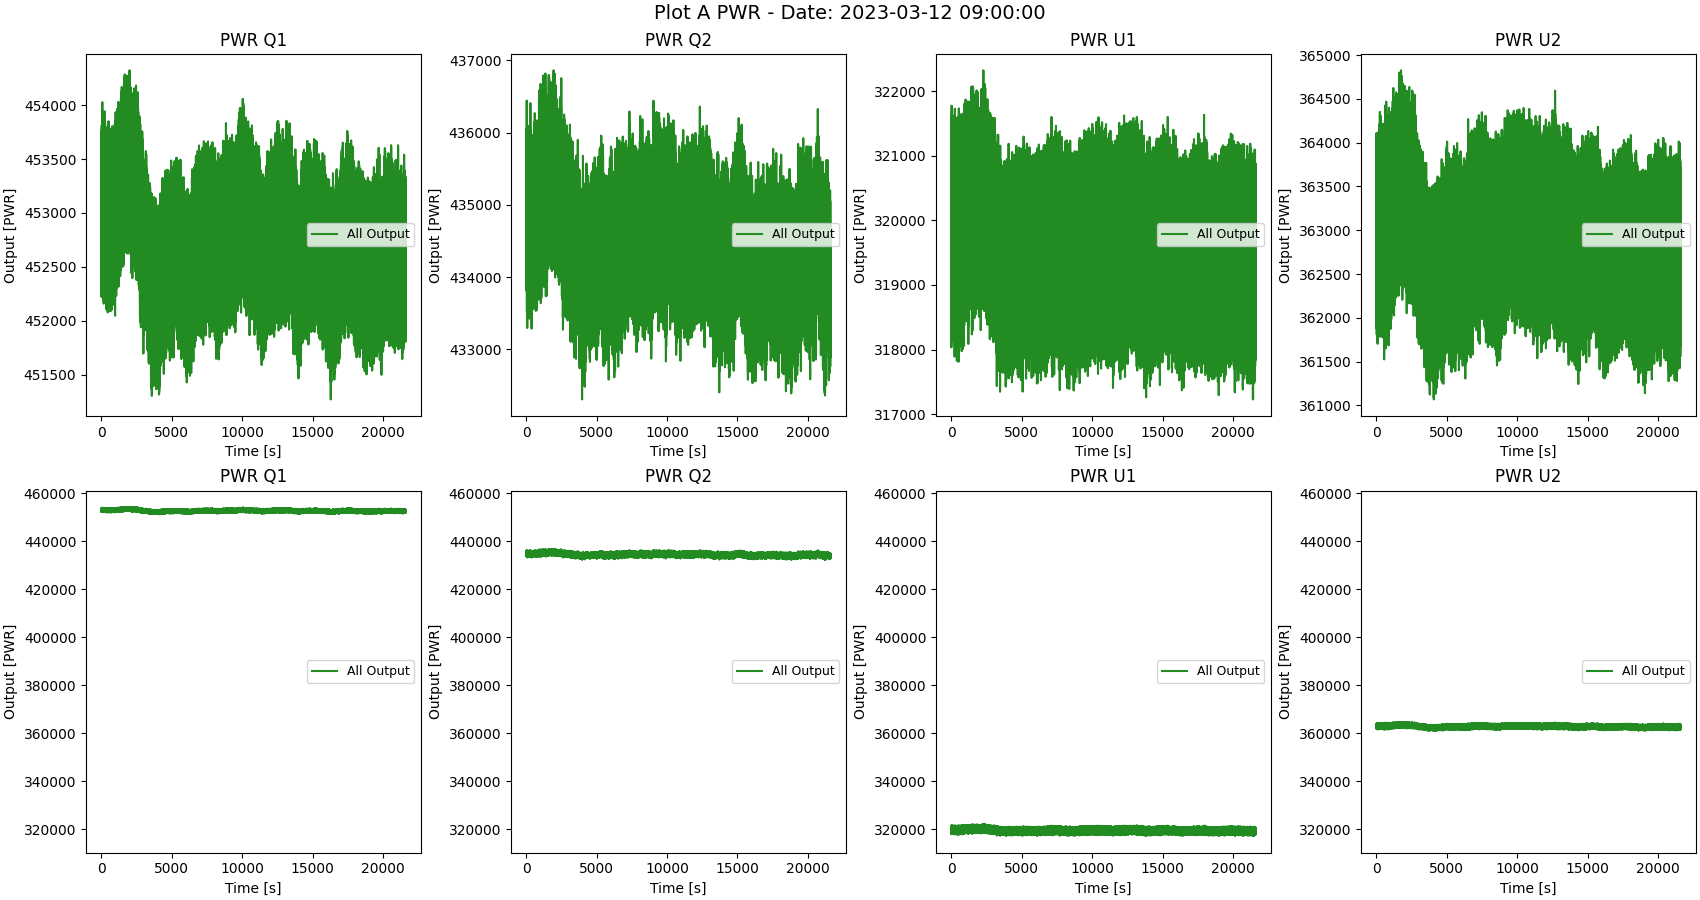 Plot A PWR - Date: 2023-03-12 09:00:00
PWR Q1
454000
453500
453000
452500
452000
451500
Output [PWR]
0 5000 10000 15000 20000
Time [s]
All Output
PWR Q2
437000
436000
435000
434000
433000
Output [PWR]
0 5000 10000 15000 20000
Time [s]
All Output
PWR U1
322000
321000
320000
319000
318000
317000
Output [PWR]
0 5000 10000 15000 20000
Time [s]
All Output
PWR U2
365000
364500
364000
363500
363000
362500
362000
361500
361000
Output [PWR]
0 5000 10000 15000 20000
Time [s]
All Output
PWR Q1
460000
440000
420000
400000
380000
360000
340000
320000
Output [PWR]
0 5000 10000 15000 20000
Time [s]
All Output
PWR Q2
460000
440000
420000
400000
380000
360000
340000
320000
Output [PWR]
0 5000 10000 15000 20000
Time [s]
All Output
PWR U1
460000
440000
420000
400000
380000
360000
340000
320000
Output [PWR]
0 5000 10000 15000 20000
Time [s]
All Output
PWR U2
460000
440000
420000
400000
380000
360000
340000
320000
Output [PWR]
0 5000 10000 15000 20000
Time [s]
All Output